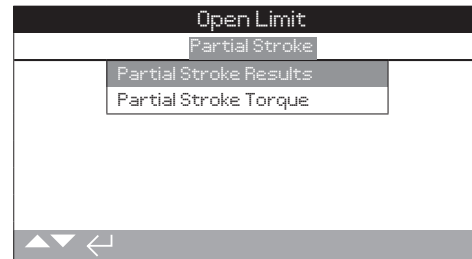 Open Limit
Partial Stroke
Partial Stroke Results
Partial Stroke Torque